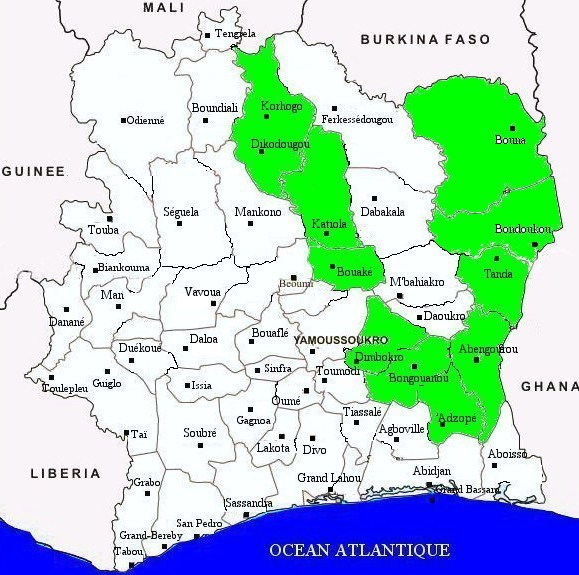 MALI
Tengrela
BURKINA FASO
Korhogo
Boundiali
Odienné
Ferkessédougou
Bouna
Dikodougou
GUINEE
Séguela
Mankono
Katiola
Dabakala
Touba
Bondoukou
Biankouma
Bouaké
Tanda
Beoumi
M'bahiakro
Man
Vavoua
Danané
Daoukro
Bouaflé
YAMOUSSOUKRO
Daloa
Duékoué
Dimbokro
Abengourou
Sinfra
Toumodi
Bongouanou
Guiglo
Toulepleu
Issia
GHANA
Oumé
Gagnoa
Tiassalé
Adzopé
Taï
Soubré
Agboville
Lakota
Divo
Aboisso
LIBERIA
Grabo
Grand Lahou
Abidjan
Grand Bassam
Sassandra
San Pedro
Grand-Bereby
Tabou
OCEAN ATLANTIQUE